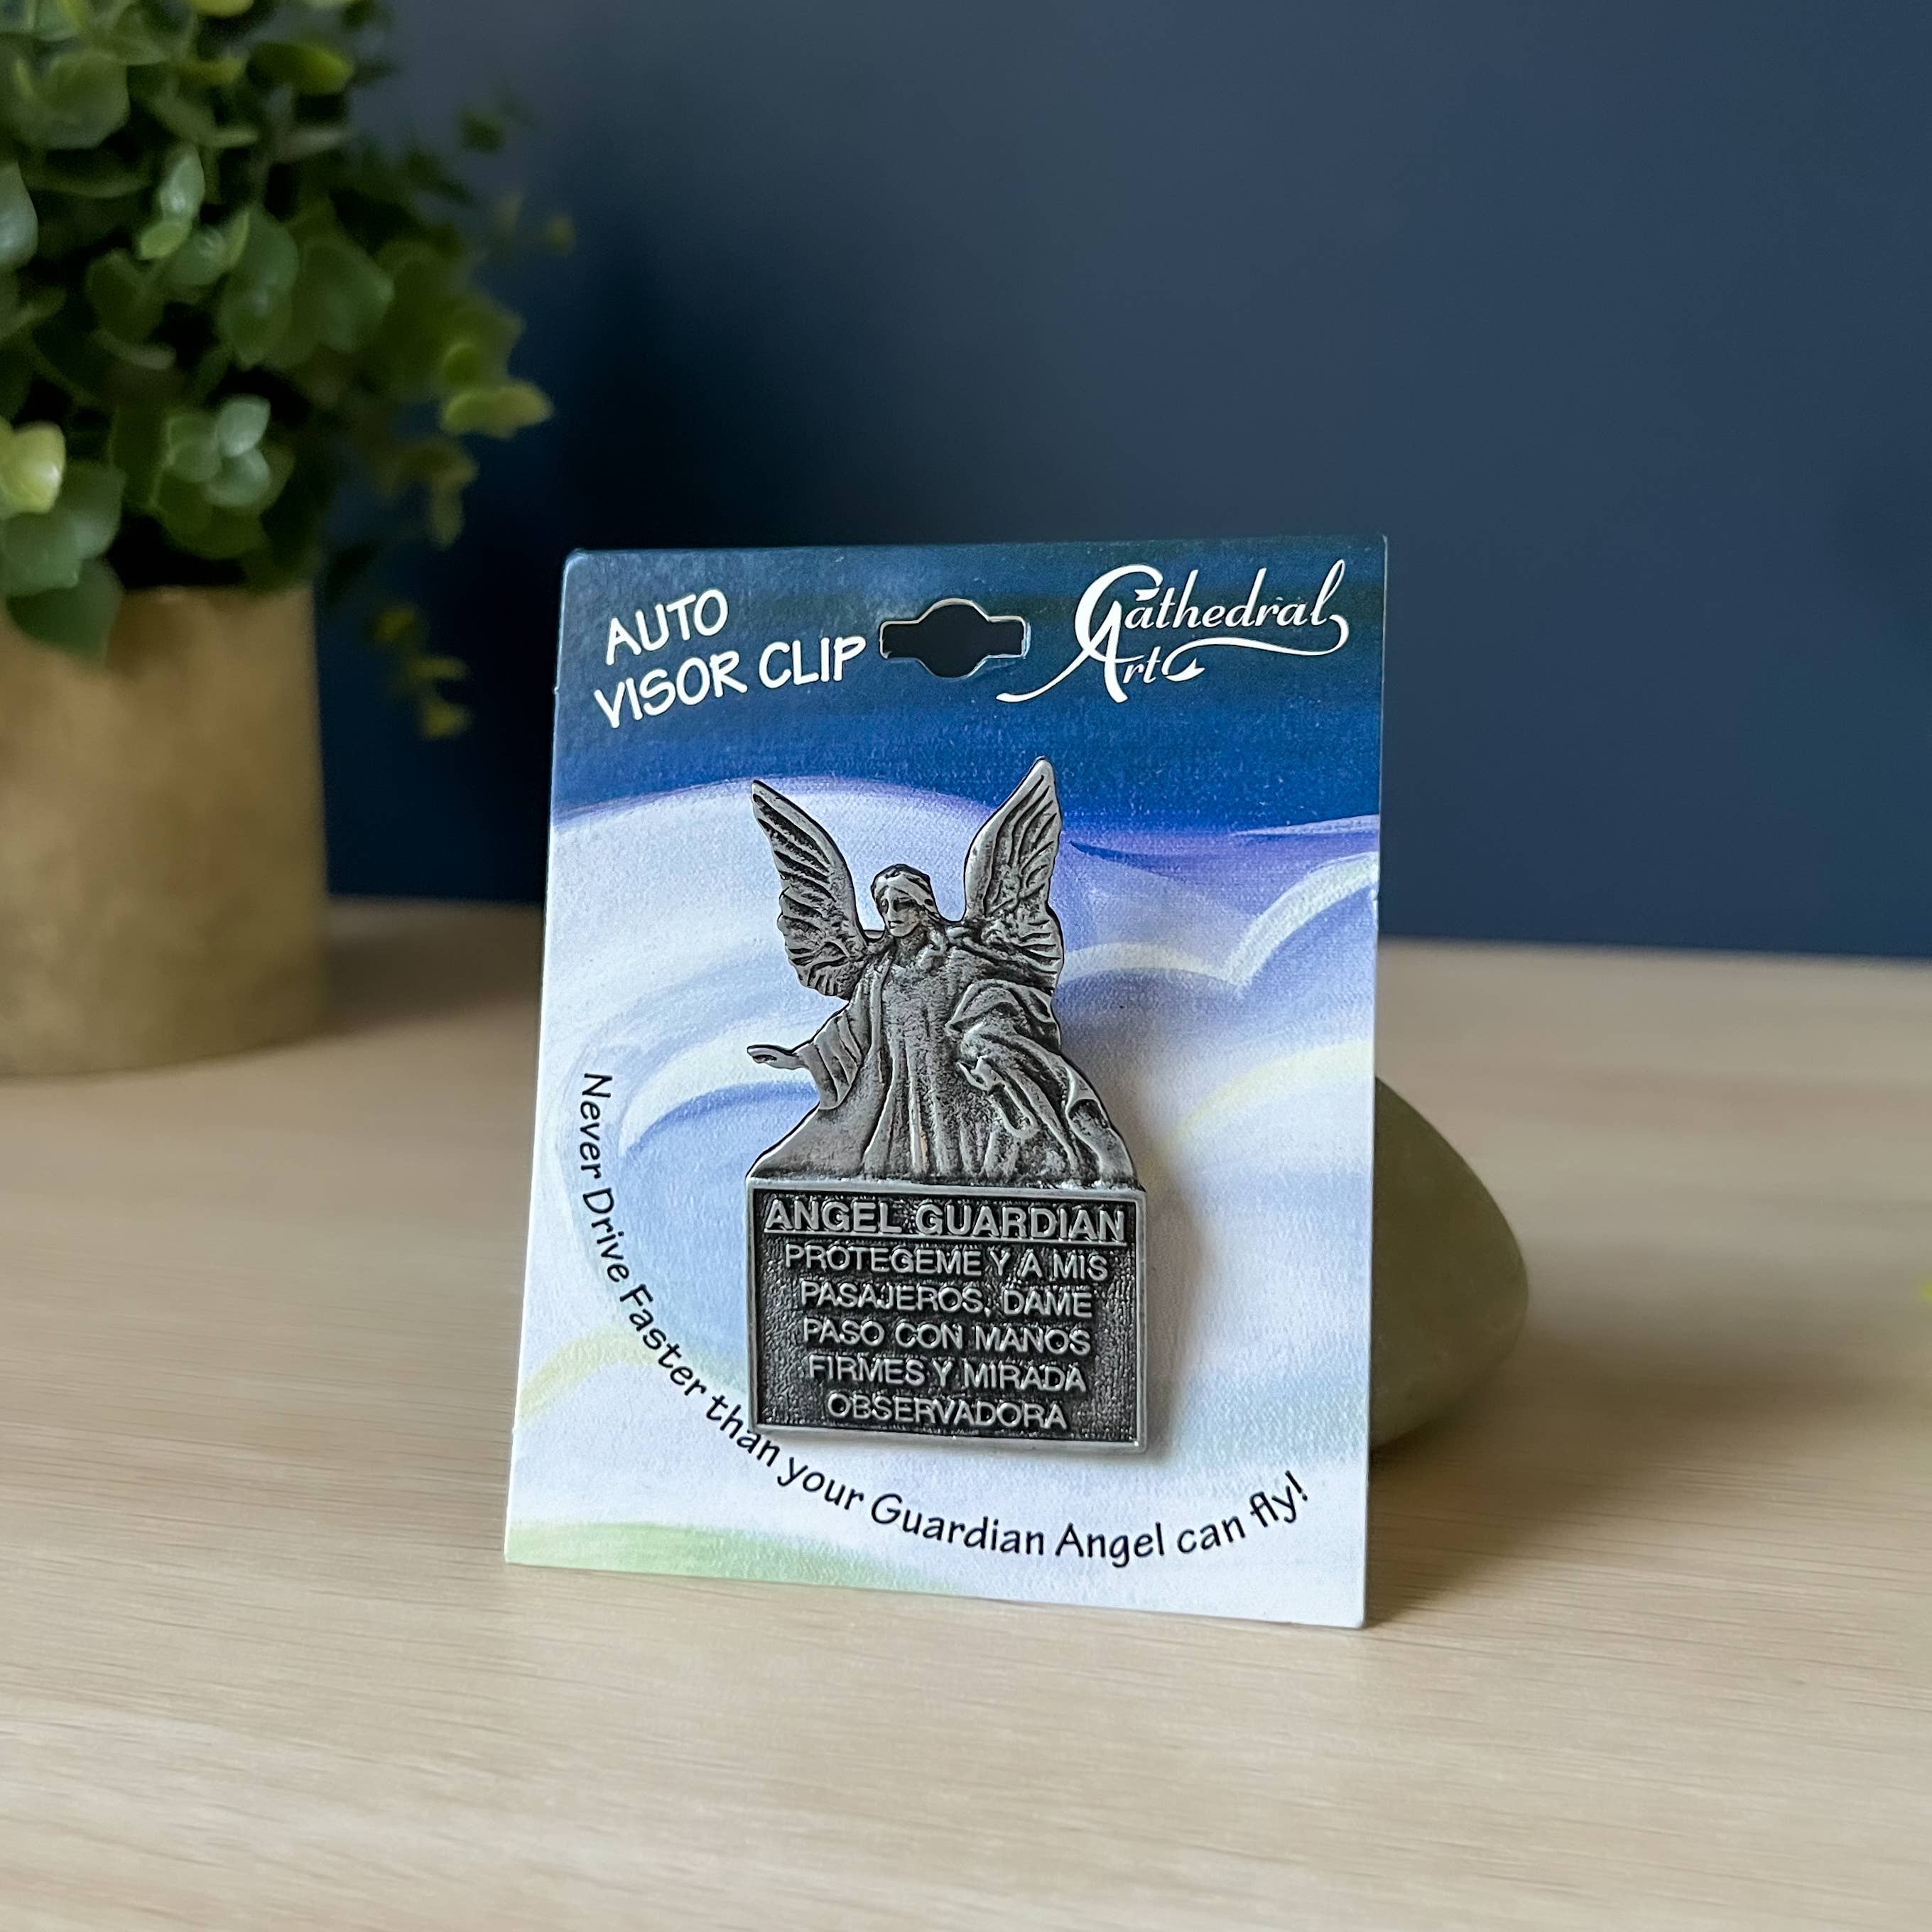 AUTO
VISOR CLIP
Cathedral
Art
ANGEL GUARDIAN
PROTEGEME Y A MIS
PASAJEROS, DAME
PASO CON MANOS
FIRMES Y MIRADA
OBSERVADORA
Never Drive Faster than your Guardian Angel can fly!